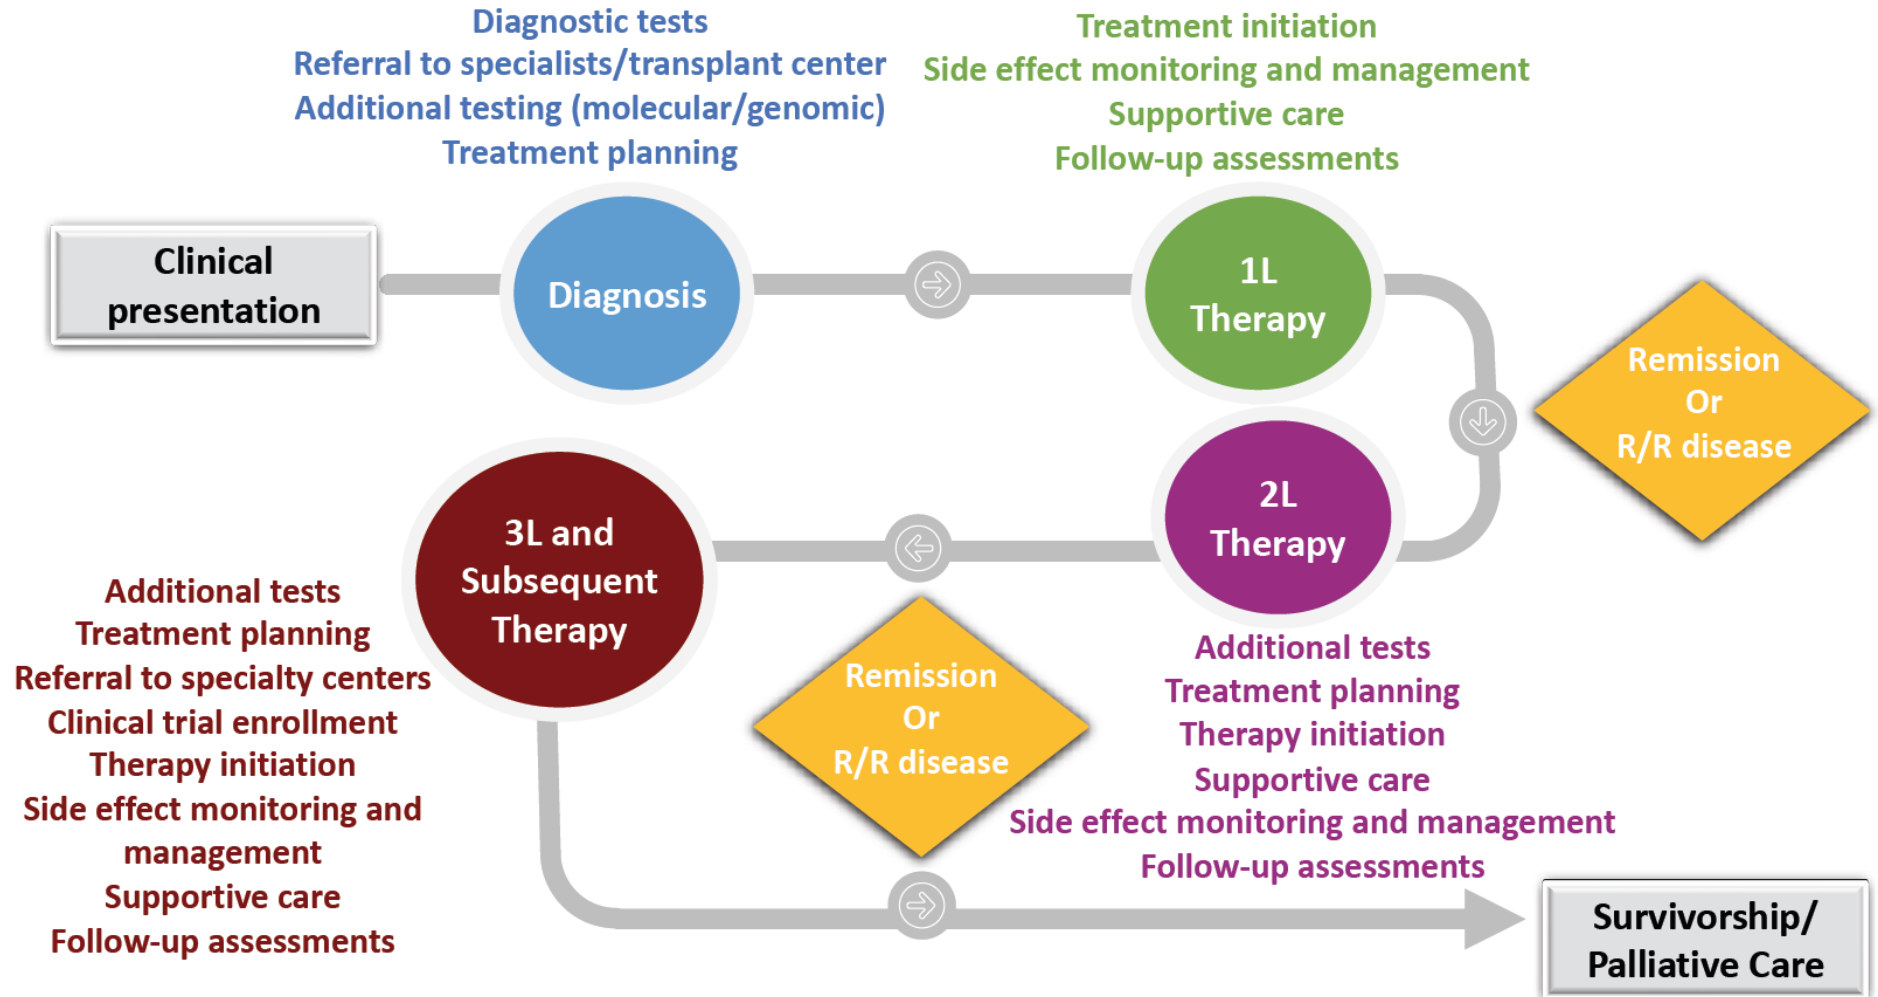 Diagnostic tests
Referral to specialists/transplant center
Additional testing (molecular/genomic)
Treatment planning
Treatment initiation
Side effect monitoring and management
Supportive care
Follow-up assessments
Clinical
presentation
Diagnosis
1L
Therapy
Remission
Or
R/R disease
2L
Therapy
Additional tests
Treatment planning
Therapy initiation
Supportive care
Side effect monitoring and management
Follow-up assessments
Remission
Or
R/R disease
3L and
Subsequent
Therapy
Additional tests
Treatment planning
Referral to specialty centers
Clinical trial enrollment
Therapy initiation
Side effect monitoring and
management
Supportive care
Follow-up assessments
Survivorship/
Palliative Care